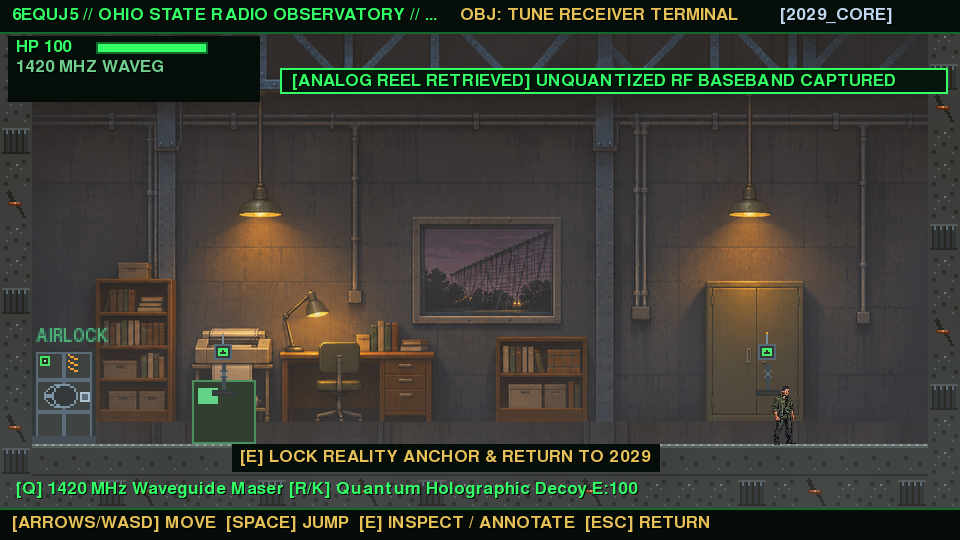 6EQUJ5 // OHIO STATE RADIO OBSERVATORY // ... OBJ: TUNE RECEIVER TERMINAL [2029_CORE]
HP 100
1420 MHZ WAVEG
[ANALOG REEL RETRIEVED] UNQUANTIZED RF BASEBAND CAPTURED
AIRLOCK
[E] LOCK REALITY ANCHOR & RETURN TO 2029
[Q] 1420 MHz Waveguide Maser [R/K] Quantum Holographic Decoy E:100
[ARROWS/WASD] MOVE [SPACE] JUMP [E] INSPECT / ANNOTATE [ESC] RETURN